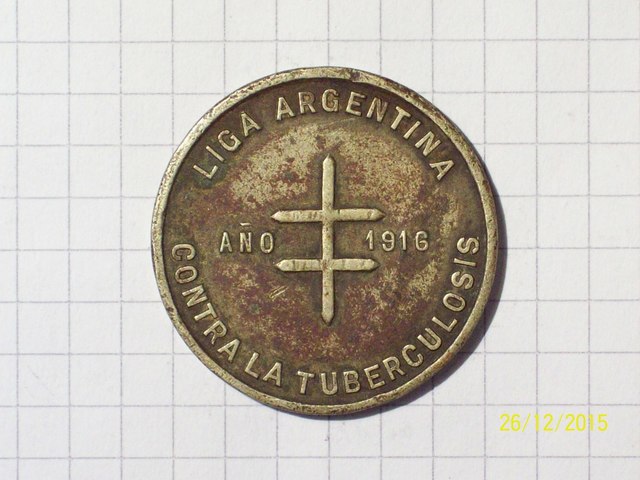 LIGA ARGENTINA
AÑO 1916
CONTRA LA TUBERCULOSIS
26/12/2015